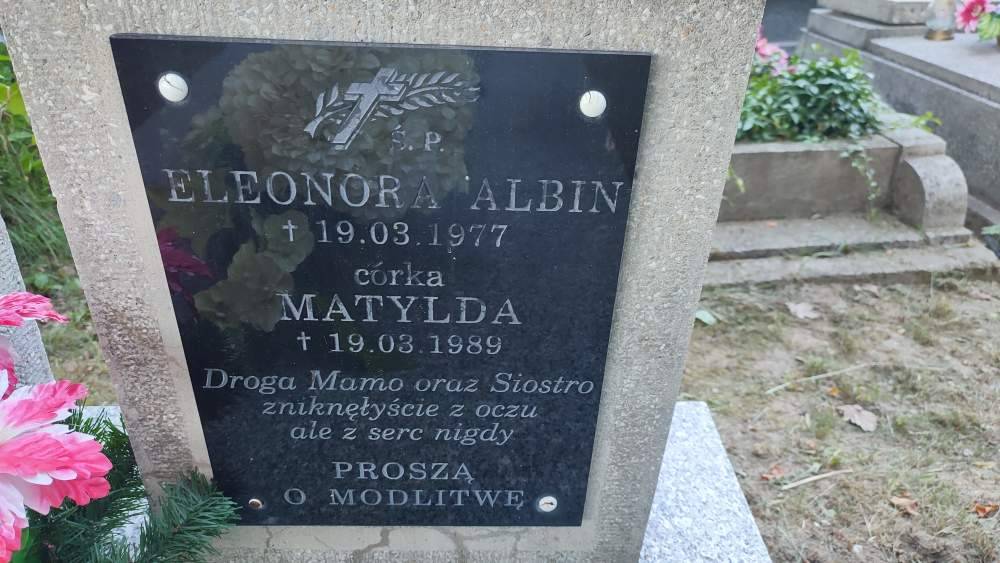 Ś. P.
ELEONORA ALBIN
† 19.03.1977
córka
MATYLDA
† 19.03.1989
Droga Mamo oraz Siostro
zniknęłyście z oczu
ale z serc nigdy
PROSZĄ
O MODLITWĘ